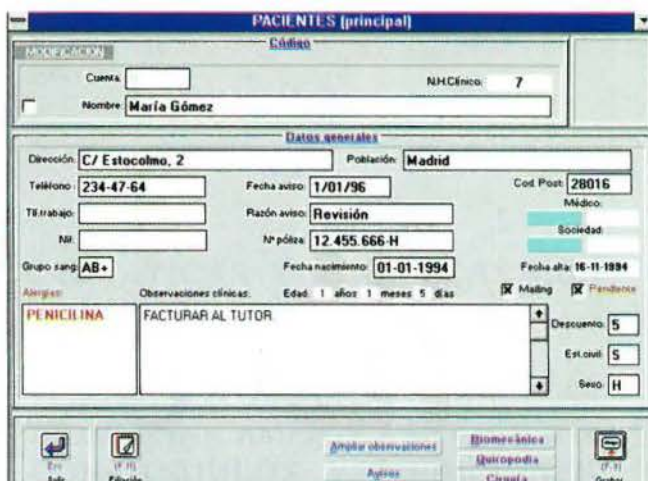 PACIENTES (principal)
MODIFICACION
Código
Cuenta:
N.H.Clínico: 7
Nombre: María Gómez
Datos generales
Dirección: C/ Estocolmo, 2 Población: Madrid
Teléfono: 234-47-64 Fecha aviso: 1/01/96 Cod. Post: 28016
Tlf.trabajo: Razón aviso: Revisión Médico:
Nif: Nº póliza: 12.455.666-H Sociedad:
Grupo sang: AB+ Fecha nacimiento: 01-01-1994 Fecha alta: 16-11-1994
Alergias: Observaciones clínicas: Edad: 1 años 1 meses 5 días Mailing Pendiente
PENICILINA FACTURAR AL TUTOR
Descuento: 5
Est.civil: S
Sexo: H
Ampliar observaciones Biomecánica
Quiropodia
Avisos Cirugía
Salir Filiación Grabar